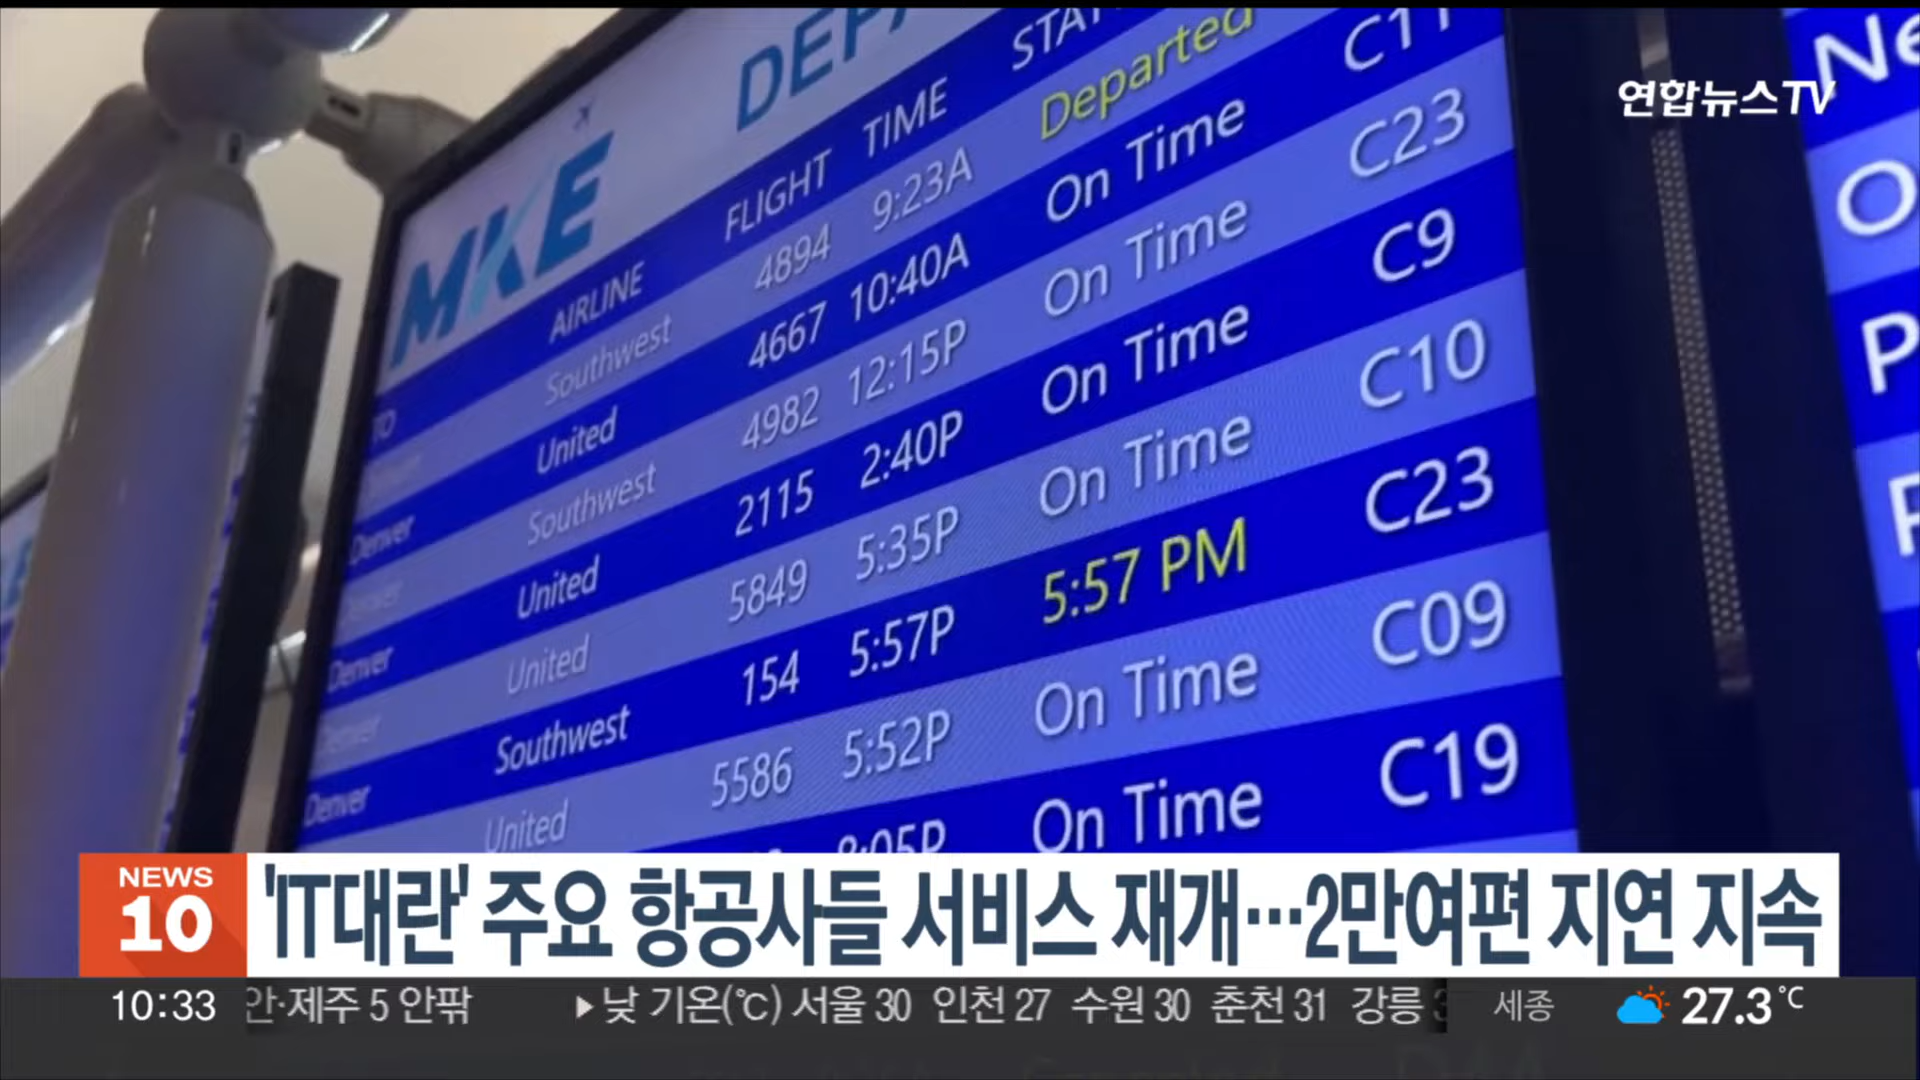 연합뉴스TV
MKE
AIRLINE FLIGHT TIME
Southwest 4894 9:23A Departed C11
Denver United 4667 10:40A On Time C23
Southwest 4982 12:15P On Time C9
Denver United 2115 2:40P On Time C10
United 5849 5:35P On Time C23
Denver Southwest 154 5:57P 5:57 PM C09
United 5586 5:52P On Time C19
8:05P On Time
NEWS
10
'IT대란' 주요 항공사들 서비스 재개…2만여편 지연 지속
10:33 안·제주 5 안팎 ▶낮 기온(℃) 서울 30 인천 27 수원 30 춘천 31 강릉 세종 27.3℃